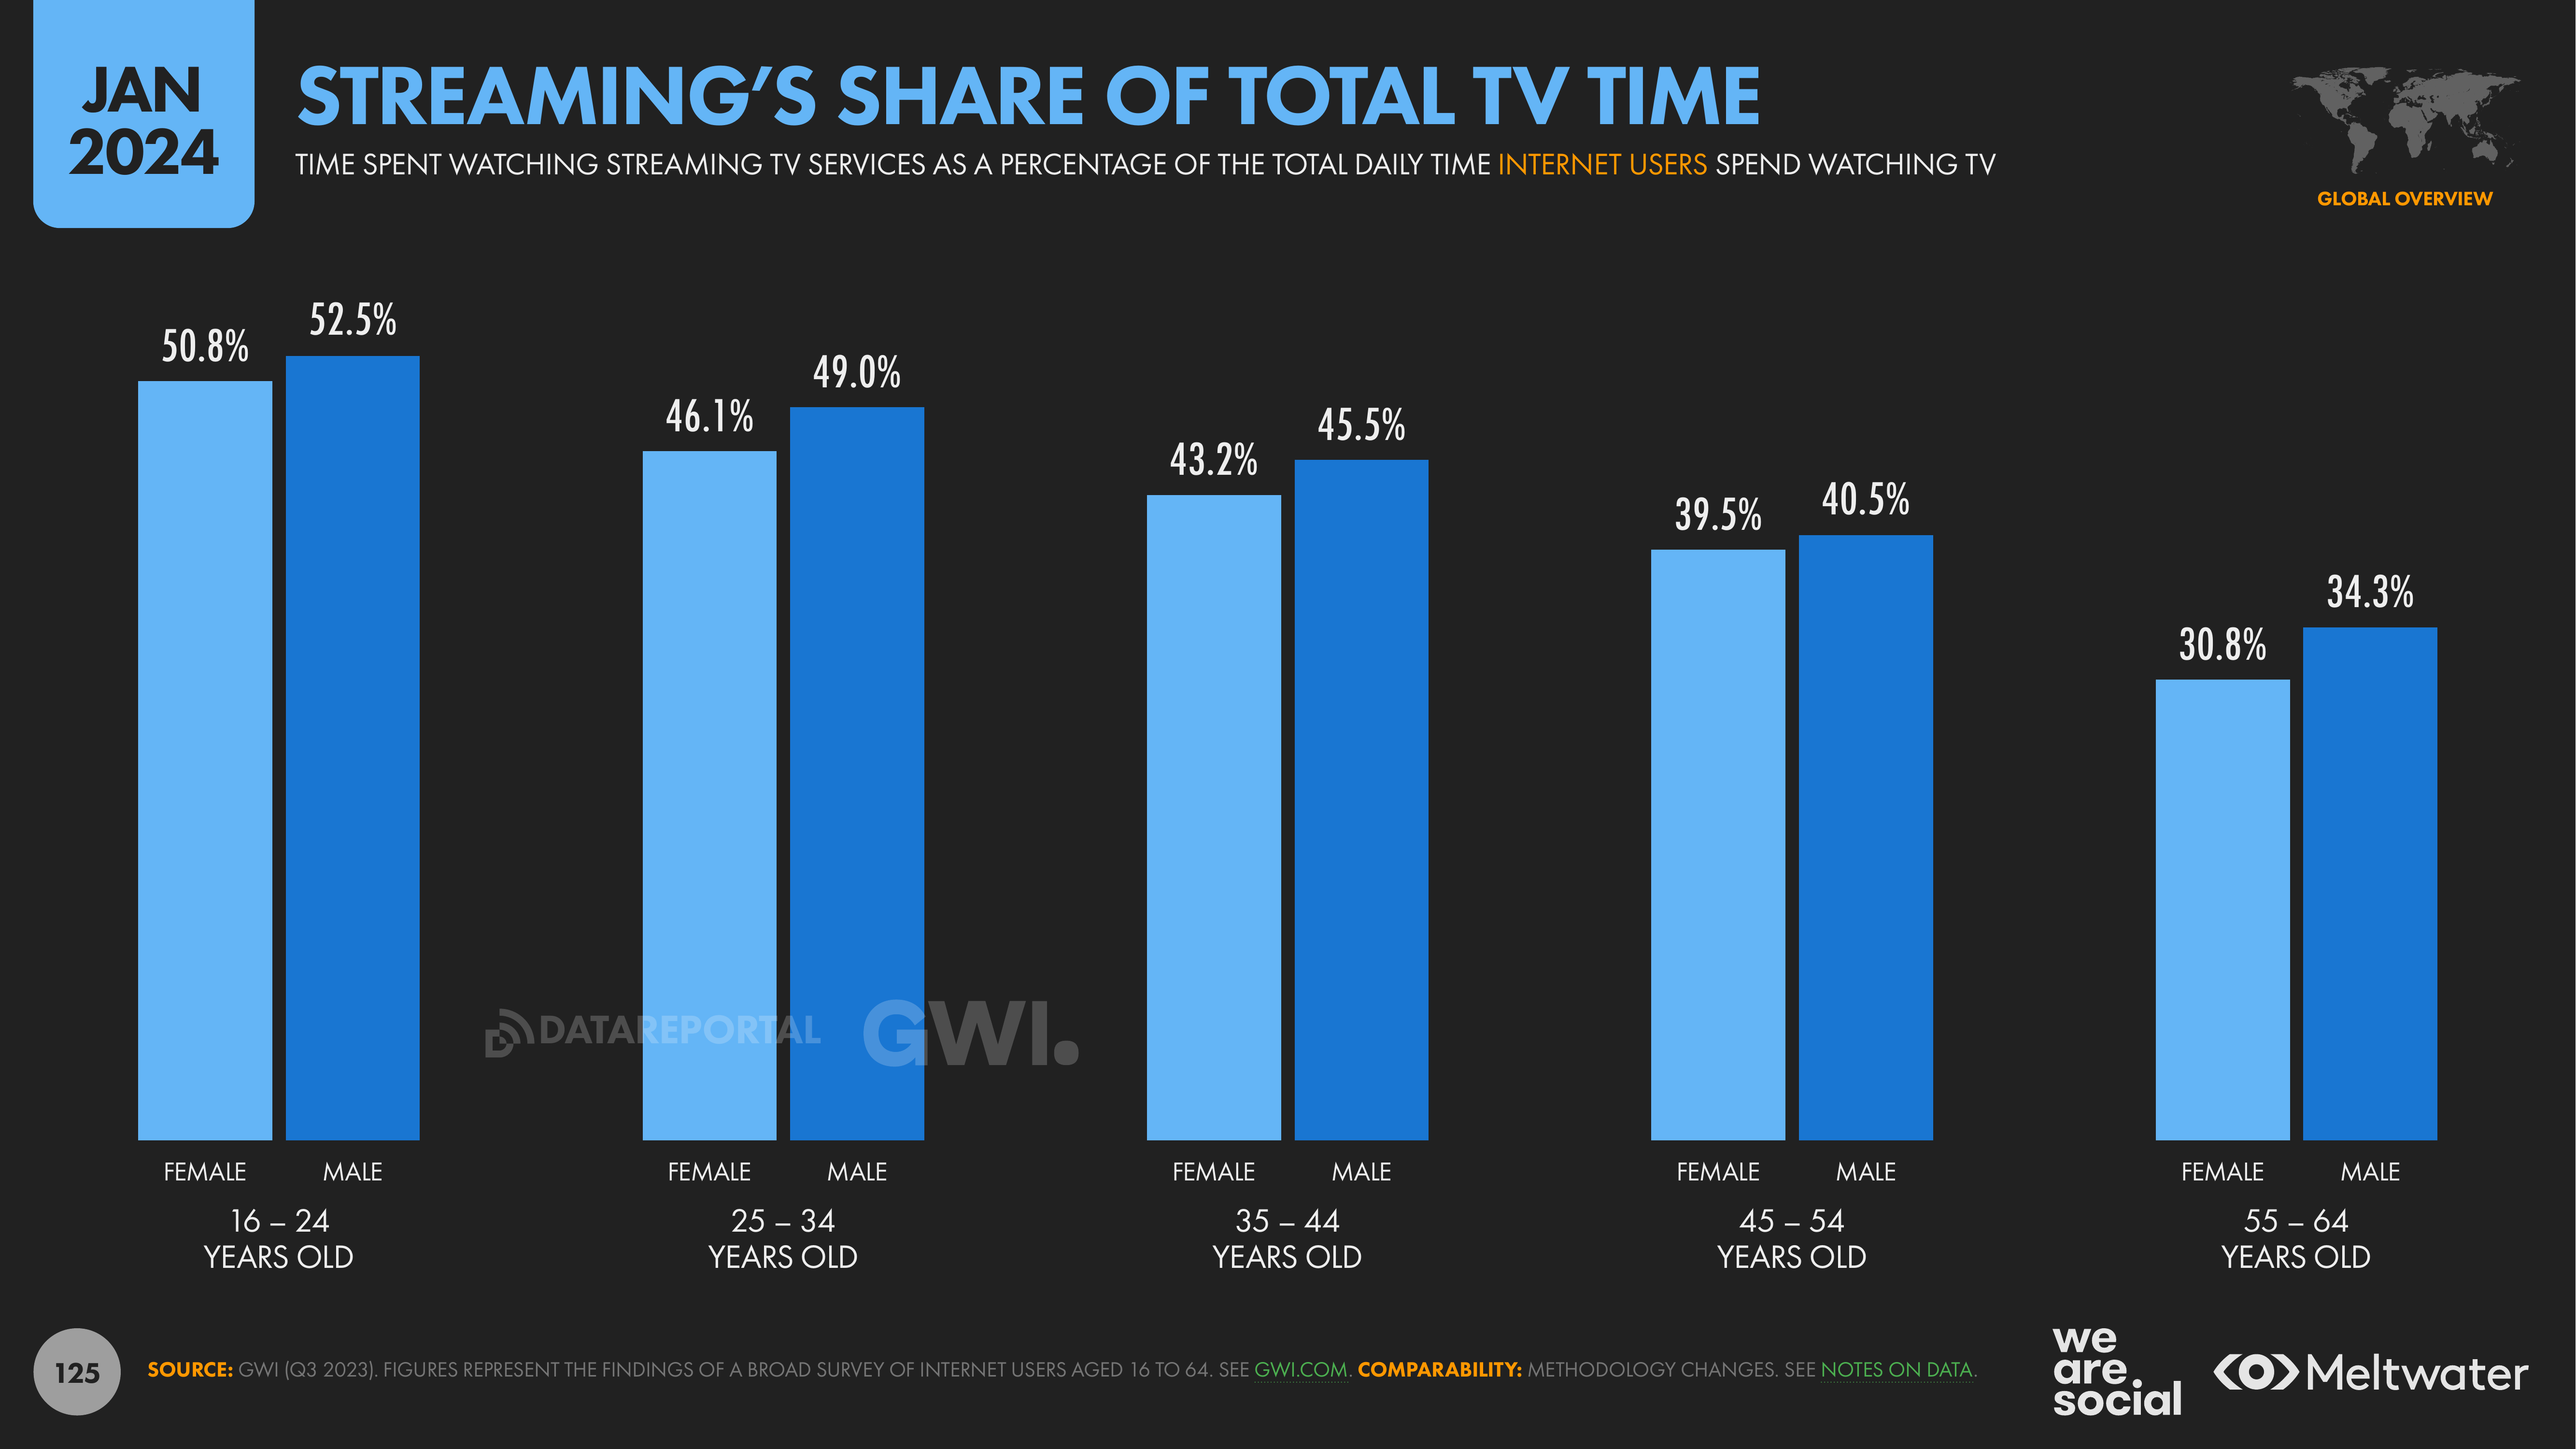 JAN
2024
STREAMING’S SHARE OF TOTAL TV TIME
TIME SPENT WATCHING STREAMING TV SERVICES AS A PERCENTAGE OF THE TOTAL DAILY TIME INTERNET USERS SPEND WATCHING TV
GLOBAL OVERVIEW
50.8%
52.5%
46.1%
49.0%
43.2%
45.5%
39.5%
40.5%
30.8%
34.3%
DATAREPORTAL
GWI.
FEMALE
MALE
FEMALE
MALE
FEMALE
MALE
FEMALE
MALE
FEMALE
MALE
16 – 24
YEARS OLD
25 – 34
YEARS OLD
35 – 44
YEARS OLD
45 – 54
YEARS OLD
55 – 64
YEARS OLD
125
SOURCE: GWI (Q3 2023). FIGURES REPRESENT THE FINDINGS OF A BROAD SURVEY OF INTERNET USERS AGED 16 TO 64. SEE GWI.COM. COMPARABILITY: METHODOLOGY CHANGES. SEE NOTES ON DATA.
we
are
social
Meltwater